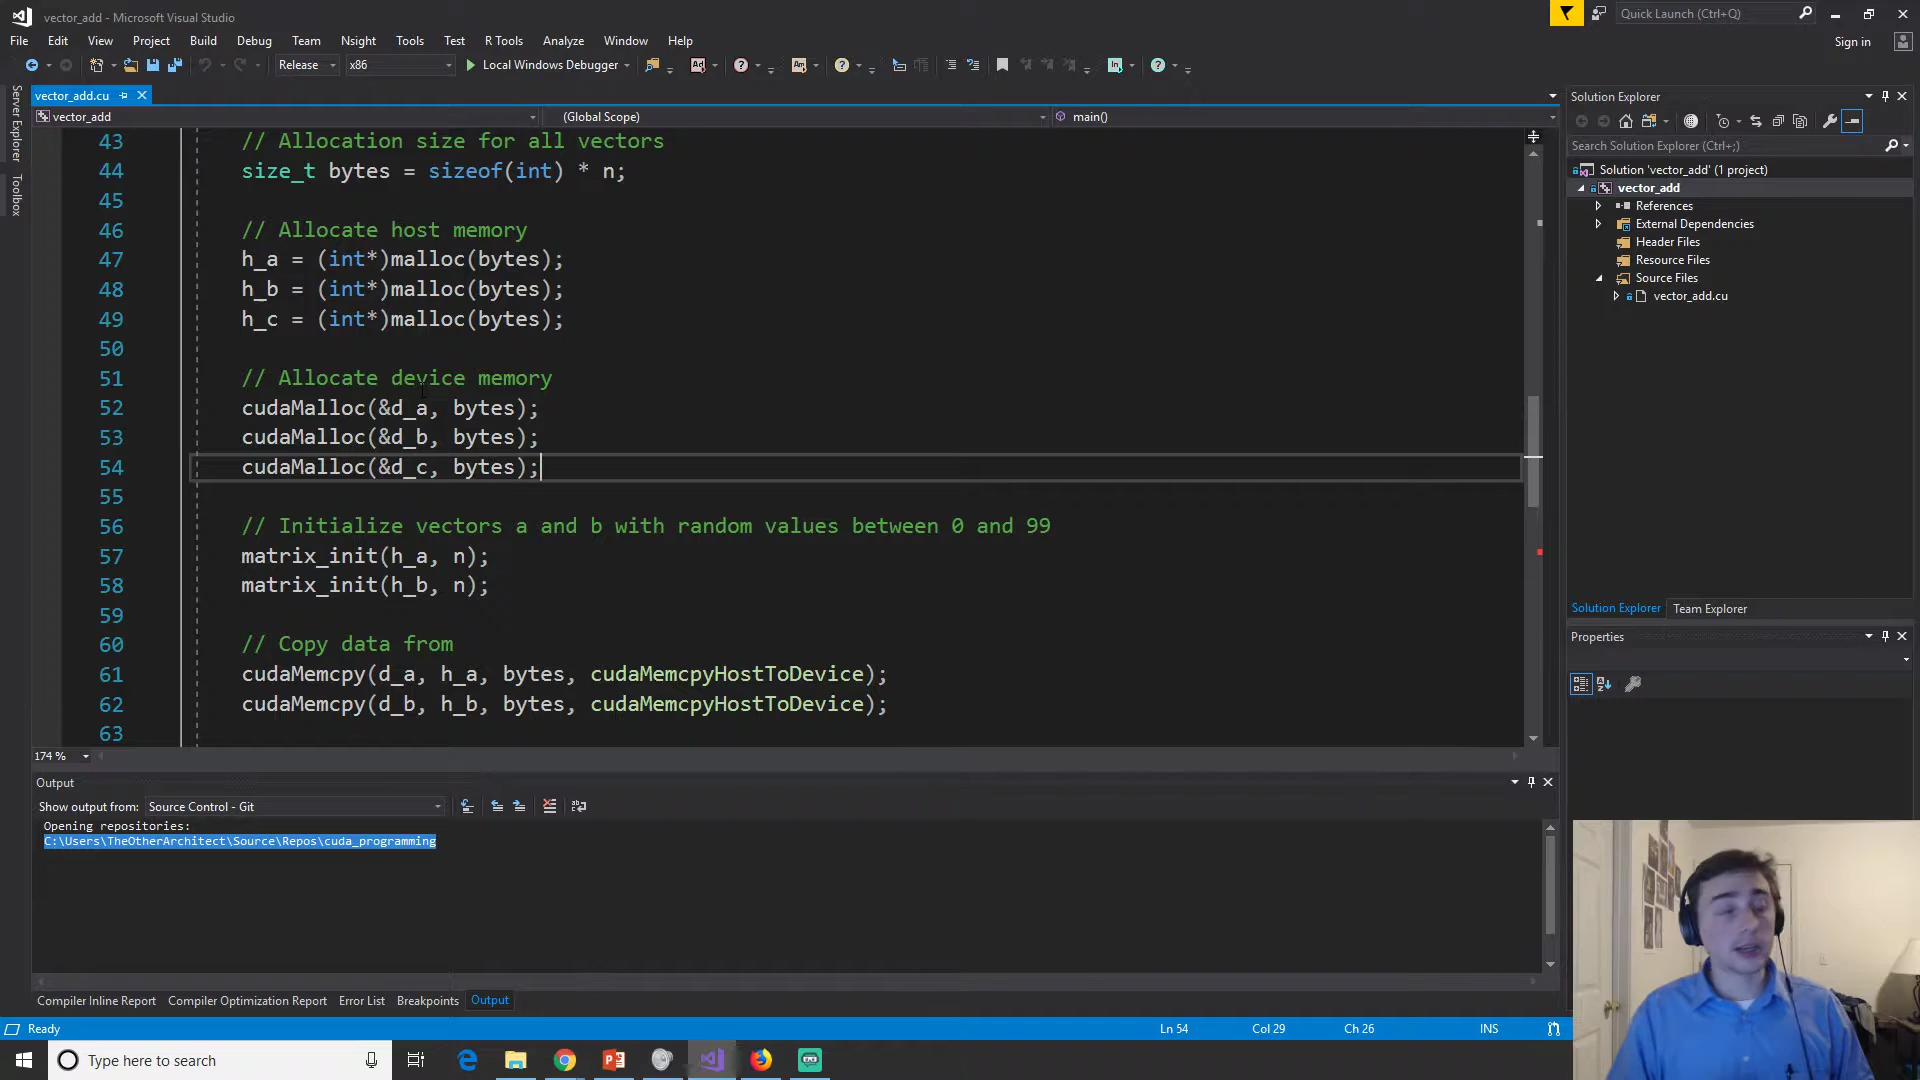 vector_add - Microsoft Visual Studio
Quick Launch (Ctrl+Q)
File Edit View Project Build Debug Team Nsight Tools Test R Tools Analyze Window Help
Sign in
Release x86 Local Windows Debugger
Server Explorer
Toolbox
vector_add.cu
vector_add (Global Scope) main()
43 // Allocation size for all vectors
44 size_t bytes = sizeof(int) * n;
45
46 // Allocate host memory
47 h_a = (int*)malloc(bytes);
48 h_b = (int*)malloc(bytes);
49 h_c = (int*)malloc(bytes);
50
51 // Allocate device memory
52 cudaMalloc(&d_a, bytes);
53 cudaMalloc(&d_b, bytes);
54 cudaMalloc(&d_c, bytes);
55
56 // Initialize vectors a and b with random values between 0 and 99
57 matrix_init(h_a, n);
58 matrix_init(h_b, n);
59
60 // Copy data from
61 cudaMemcpy(d_a, h_a, bytes, cudaMemcpyHostToDevice);
62 cudaMemcpy(d_b, h_b, bytes, cudaMemcpyHostToDevice);
63
174 %
Solution Explorer
Search Solution Explorer (Ctrl+;)
Solution 'vector_add' (1 project)
vector_add
References
External Dependencies
Header Files
Resource Files
Source Files
vector_add.cu
Solution Explorer Team Explorer
Properties
Output
Show output from: Source Control - Git
Opening repositories:
C:\Users\TheOtherArchitect\Source\Repos\cuda_programming
Compiler Inline Report Compiler Optimization Report Error List Breakpoints Output
Ready Ln 54 Col 29 Ch 26 INS
Type here to search